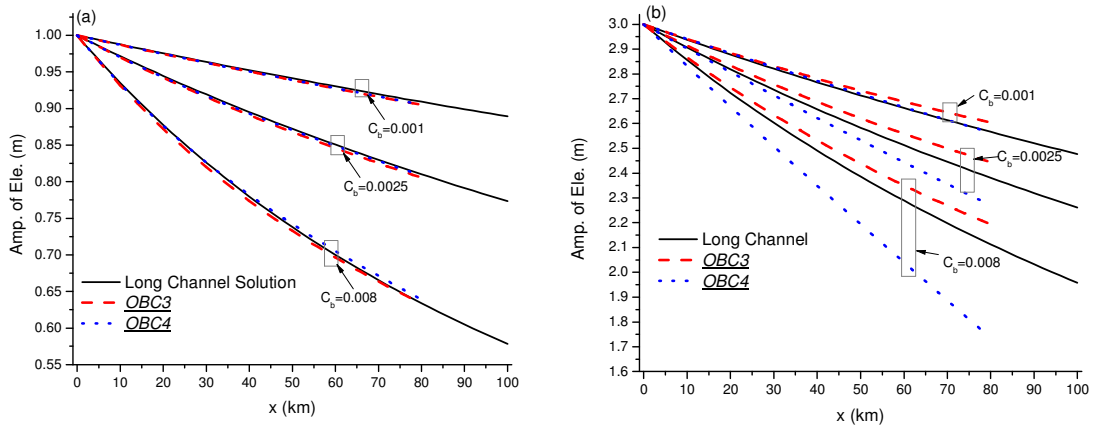 (a)
1.00
0.95
0.90
0.85
0.80
0.75
0.70
0.65
0.60
0.55
Amp. of Ele. (m)
C_b=0.001
C_b=0.0025
C_b=0.008
Long Channel Solution
OBC3
OBC4
0 10 20 30 40 50 60 70 80 90 100
x (km)
(b)
3.0
2.9
2.8
2.7
2.6
2.5
2.4
2.3
2.2
2.1
2.0
1.9
1.8
1.7
1.6
Amp. of Ele. (m)
C_b=0.001
C_b=0.0025
C_b=0.008
Long Channel
OBC3
OBC4
0 10 20 30 40 50 60 70 80 90 100
x (km)